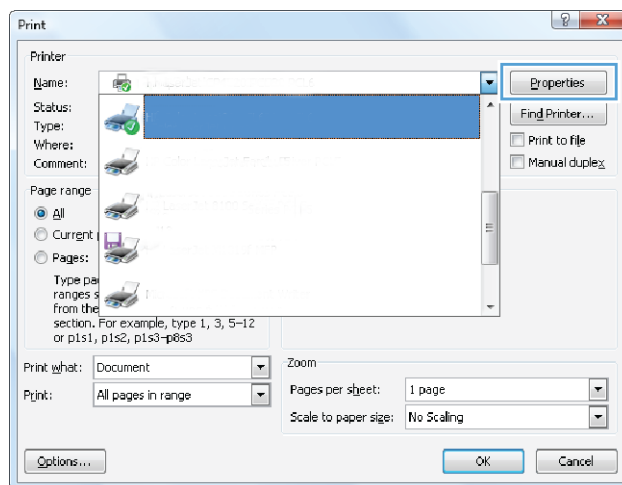 Print
Printer
Name:
Properties
Status:
Find Printer...
Type:
Where:
Print to file
Comment:
Manual duplex
Page range
All
Current
Pages:
Type
ranges
from the
section. For example, type 1, 3, 5–12
or p1s1, p1s2, p1s3–p8s3
Print what: Document
Zoom
Pages per sheet: 1 page
Print: All pages in range
Scale to paper size: No Scaling
Options...
OK
Cancel